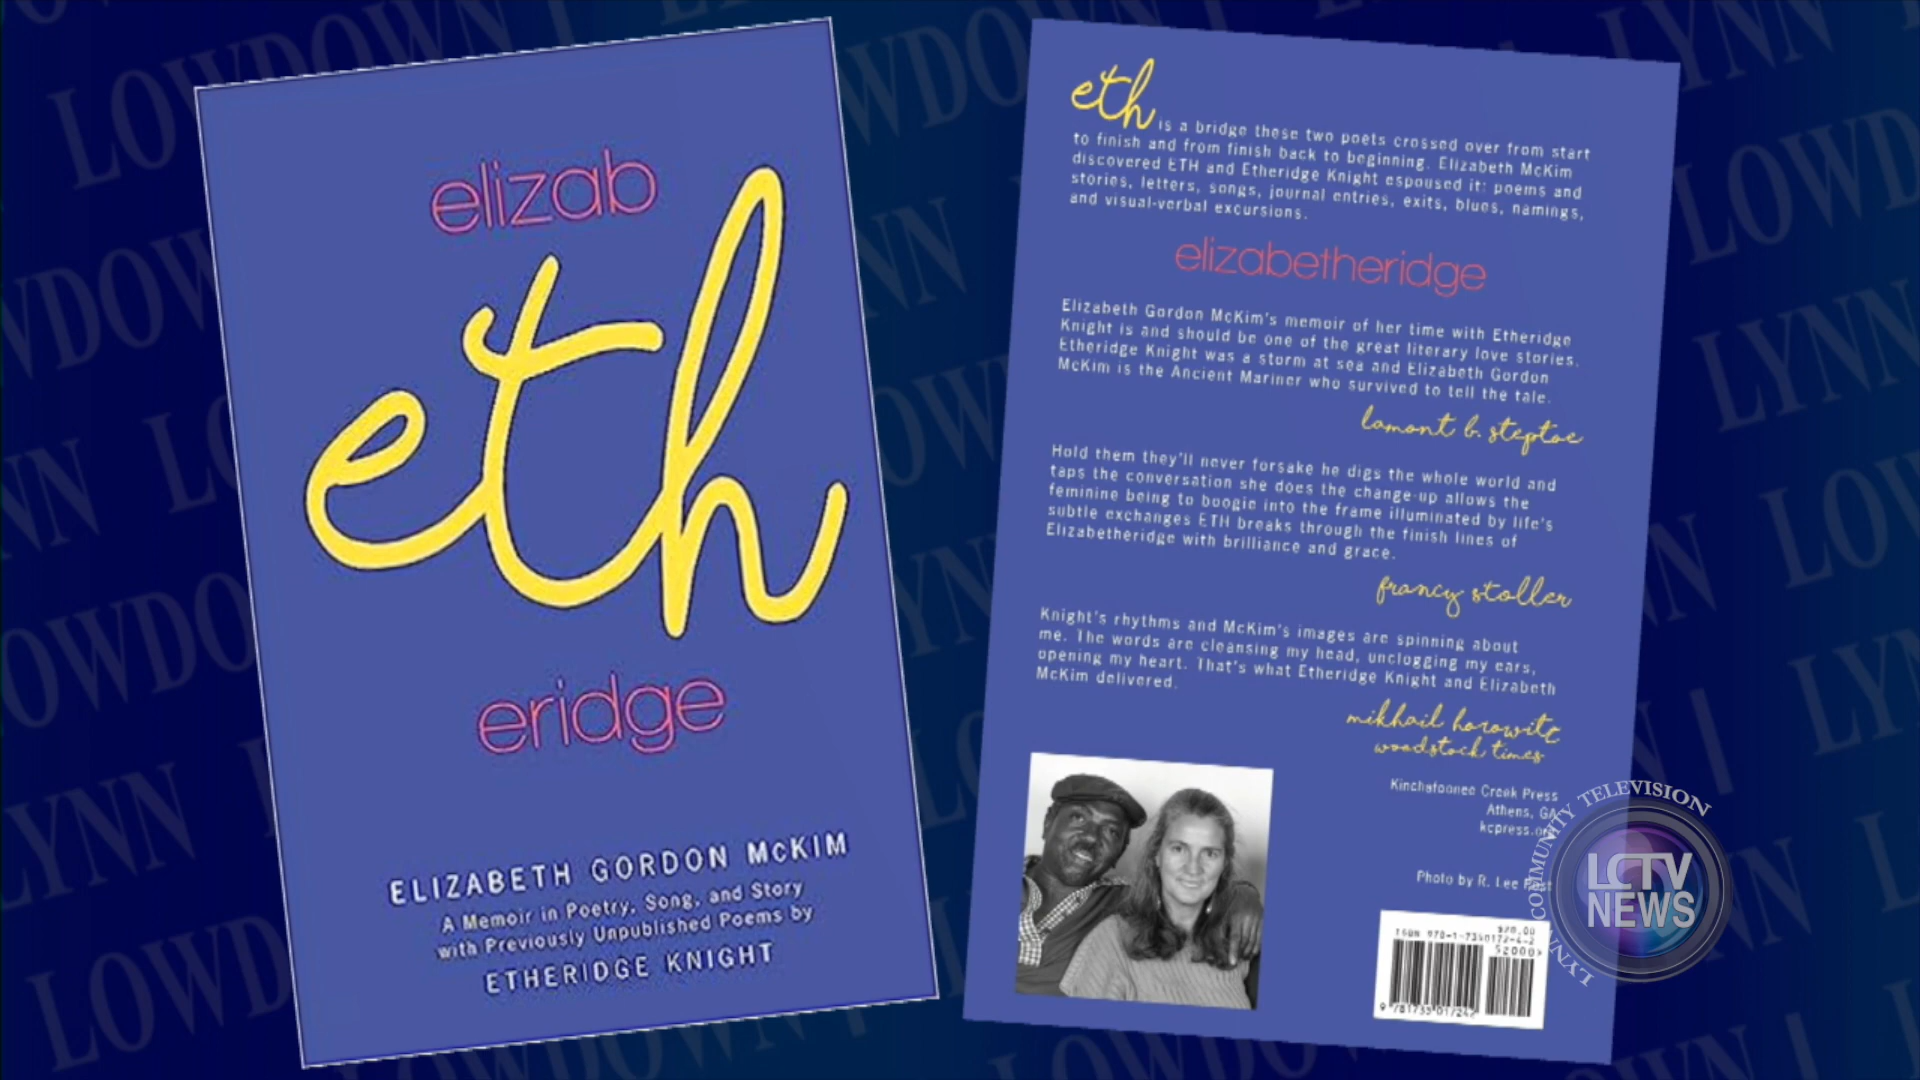 elizab
eth
eridge
ELIZABETH GORDON McKIM
A Memoir in Poetry, Song, and Story
with Previously Unpublished Poems by
ETHERIDGE KNIGHT
eth is a bridge these two poets crossed over from start
to finish and from finish back to beginning. Elizabeth McKim
discovered ETH and Etheridge Knight espoused it: poems and
stories, letters, songs, journal entries, exits, blues, namings,
and visual-verbal excursions.
elizabetheridge
Elizabeth Gordon McKim's memoir of her time with Etheridge
Knight is and should be one of the great literary love stories.
Etheridge Knight was a storm at sea and Elizabeth Gordon
McKim is the Ancient Mariner who survived to tell the tale.
lamont b. steptoe
Hold them they'll never forsake he digs the whole world and
taps the conversation she does the change-up allows the
feminine being to boogie into the frame illuminated by life's
subtle exchanges ETH breaks through the finish lines of
Elizabetheridge with brilliance and grace.
francy stoller
Knight's rhythms and McKim's images are spinning about
me. The words are cleansing my head, unclogging my ears,
opening my heart. That's what Etheridge Knight and Elizabeth
McKim delivered.
mikhail horowitz
woodstock times
Kinchafoonee Creek Press
Athens, GA
kcpress.org
Photo by R. Lee Post
$20.00
52000>
LYNN COMMUNITY TELEVISION
LCTV
NEWS
LYNN | LOWDOWN